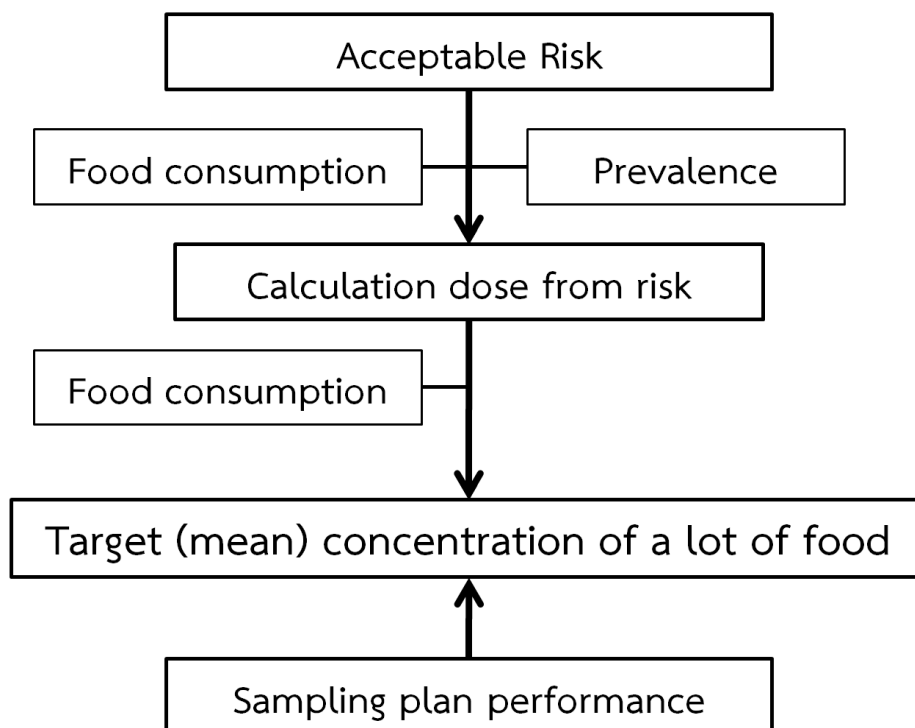 Acceptable Risk
Food consumption
Prevalence
Calculation dose from risk
Food consumption
Target (mean) concentration of a lot of food
Sampling plan performance